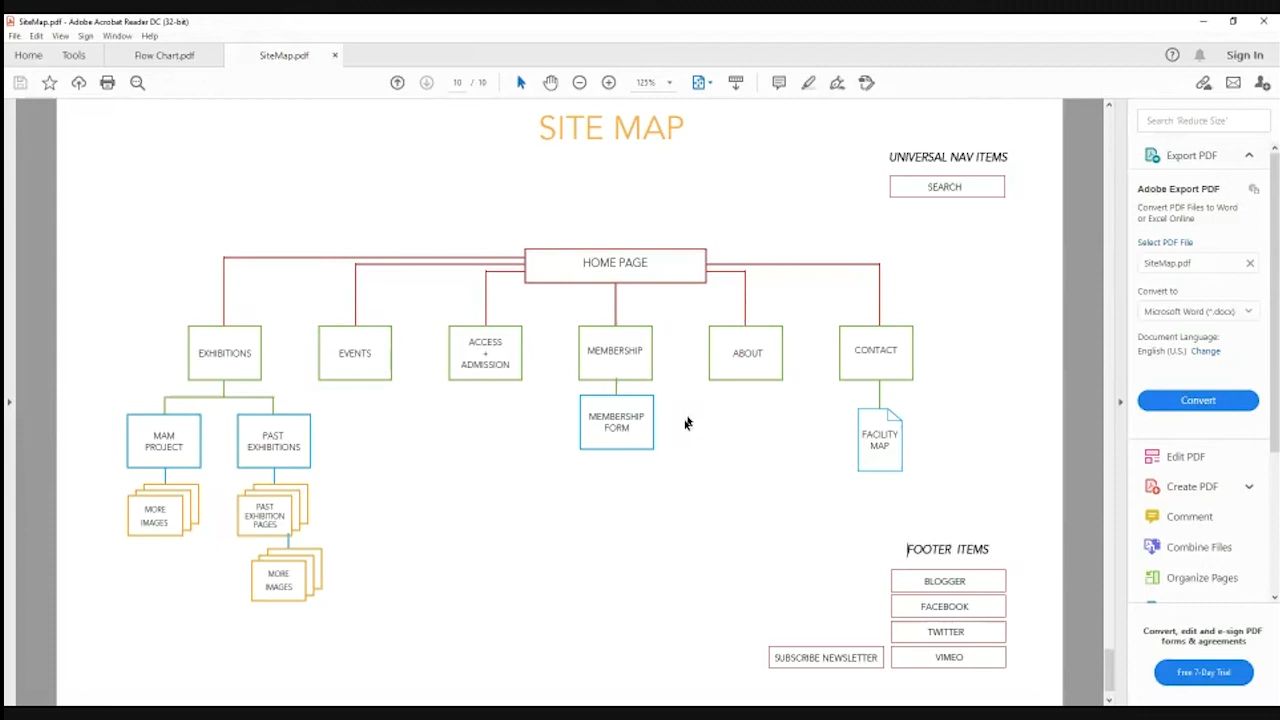 SiteMap.pdf - Adobe Acrobat Reader DC (32-bit)
File Edit View Sign Window Help
Home Tools Flow Chart.pdf SiteMap.pdf × Sign In
10 / 10 125%
SITE MAP
UNIVERSAL NAV ITEMS
SEARCH
HOME PAGE
EXHIBITIONS
EVENTS
ACCESS
+
ADMISSION
MEMBERSHIP
ABOUT
CONTACT
MAM
PROJECT
PAST
EXHIBITIONS
MEMBERSHIP
FORM
FACILITY
MAP
MORE
IMAGES
PAST
EXHIBITION
PAGES
MORE
IMAGES
FOOTER ITEMS
BLOGGER
FACEBOOK
TWITTER
SUBSCRIBE NEWSLETTER
VIMEO
Search 'Reduce Size'
Export PDF
Adobe Export PDF
Convert PDF Files to Word
or Excel Online
Select PDF File
SiteMap.pdf
Convert to
Microsoft Word (*.docx)
Document Language:
English (U.S.) Change
Convert
Edit PDF
Create PDF
Comment
Combine Files
Organize Pages
Convert, edit and e-sign PDF
forms & agreements
Free 7-Day Trial